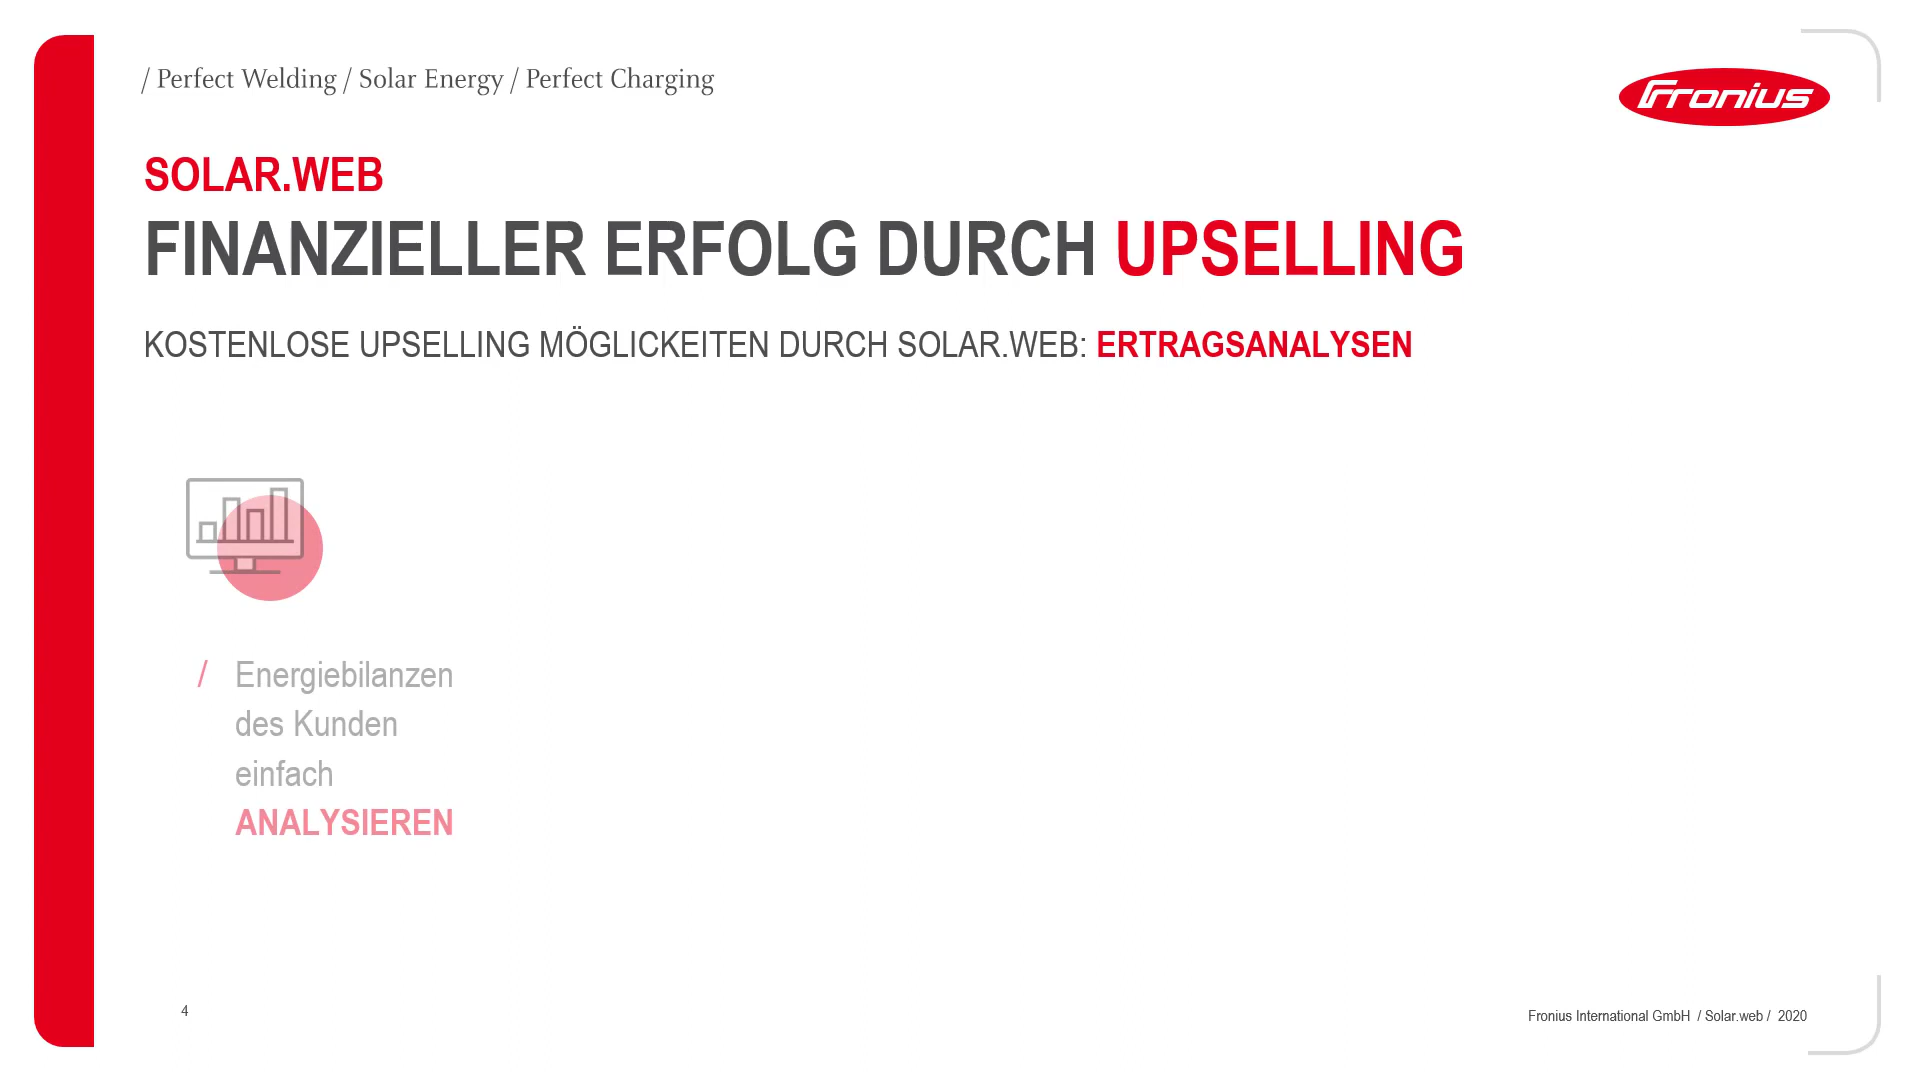 / Perfect Welding / Solar Energy / Perfect Charging
Fronius
SOLAR.WEB
FINANZIELLER ERFOLG DURCH UPSELLING
KOSTENLOSE UPSELLING MÖGLICKEITEN DURCH SOLAR.WEB: ERTRAGSANALYSEN
/ Energiebilanzen
des Kunden
einfach
ANALYSIEREN
4
Fronius International GmbH / Solar.web / 2020